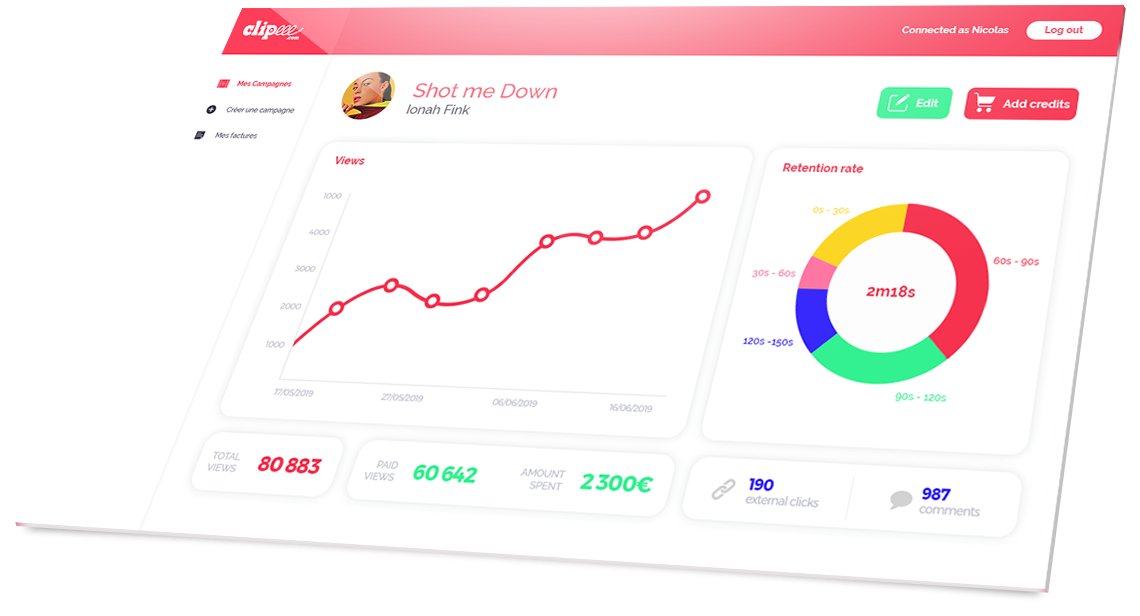 clipeee
.com
Connected as Nicolas
Log out
Mes Campagnes
Créer une campagne
Mes factures
Shot me Down
Ionah Fink
Edit
Add credits
Views
1000
4000
3000
2000
1000
17/05/2019
27/05/2019
06/06/2019
16/06/2019
Retention rate
0s - 30s
30s - 60s
60s - 90s
2m18s
120s -150s
90s - 120s
TOTAL
VIEWS
80 883
PAID
VIEWS
60 642
AMOUNT
SPENT
2 300€
190
external clicks
987
comments